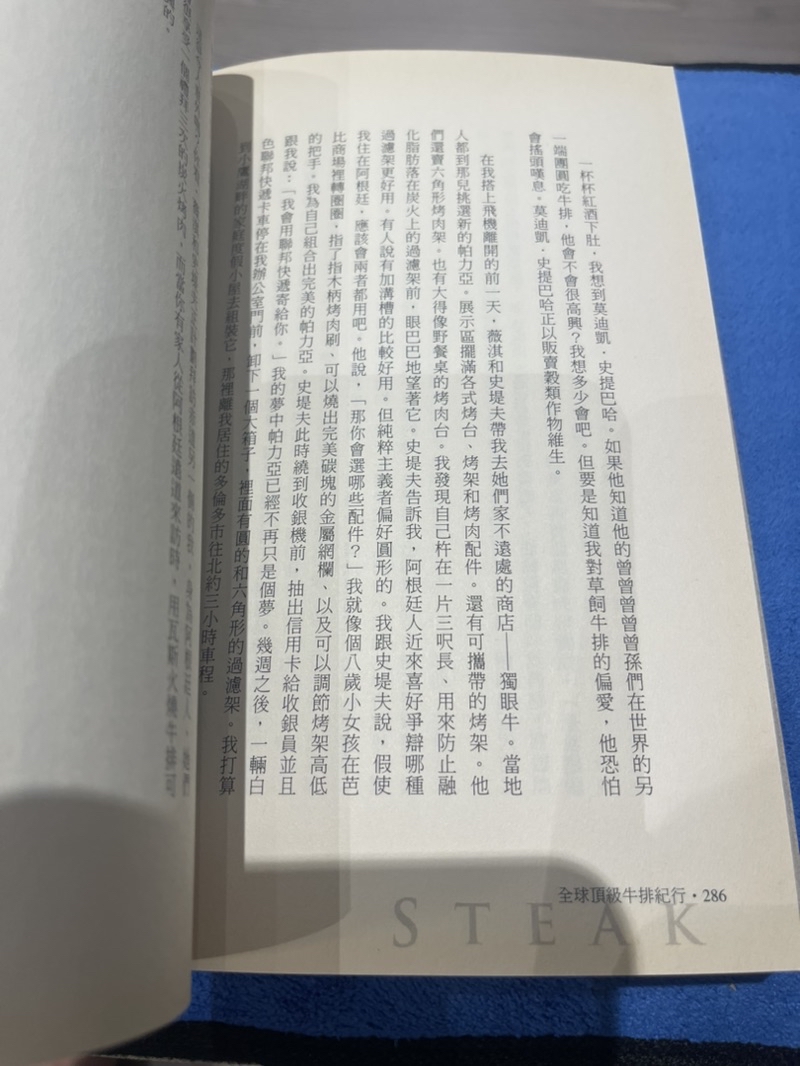 一杯杯紅酒下肚，我想到莫迪凱．史提巴哈。如果他知道他的曾曾曾曾曾孫們在世界的另
一端團圓吃牛排，他會不會很高興？我想多少會吧。但要是知道我對草飼牛排的偏愛，他恐怕
會搖頭嘆息。莫迪凱．史提巴哈正以販賣穀類作物維生。
在我搭上飛機離開的前一天，薇淇和史堤夫帶我去她們家不遠處的商店——獨眼牛。當地
人都到那兒挑選新的帕力亞。展示區擺滿各式烤台、烤架和烤肉配件。還有可攜帶的烤架。他
們還賣六角形烤肉架。也有大得像野餐桌的烤肉台。我發現自己杵在一片三呎長、用來防止融
化脂肪落在炭火上的過濾架前，眼巴巴地望著它。史堤夫告訴我，阿根廷人近來喜好爭辯哪種
過濾架更好用。有人說有加溝槽的比較好用。但純粹主義者偏好圓形的。我跟史堤夫說，假使
我住在阿根廷，應該會兩者都用吧。他說，「那你會選哪些配件？」我就像個八歲小女孩在芭
比商場裡轉圈圈，指了指木柄烤肉刷、可以燒出完美碳塊的金屬網欄、以及可以調節烤架高低
的把手。我為自己組合出完美的帕力亞。史堤夫此時繞到收銀機前，抽出信用卡給收銀員並且
跟我說：「我會用聯邦快遞寄給你。」我的夢中帕力亞已經不再只是個夢。幾週之後，一輛白
色聯邦快遞卡車停在我辦公室門前，卸下一個大箱子，裡面有圓的和六角形的過濾架。我打算
到小屋湖畔的家庭度假小屋去組裝它，那裡離我居住的多倫多市往北約三小時車程。
全球頂級牛排紀行・286
STEAK